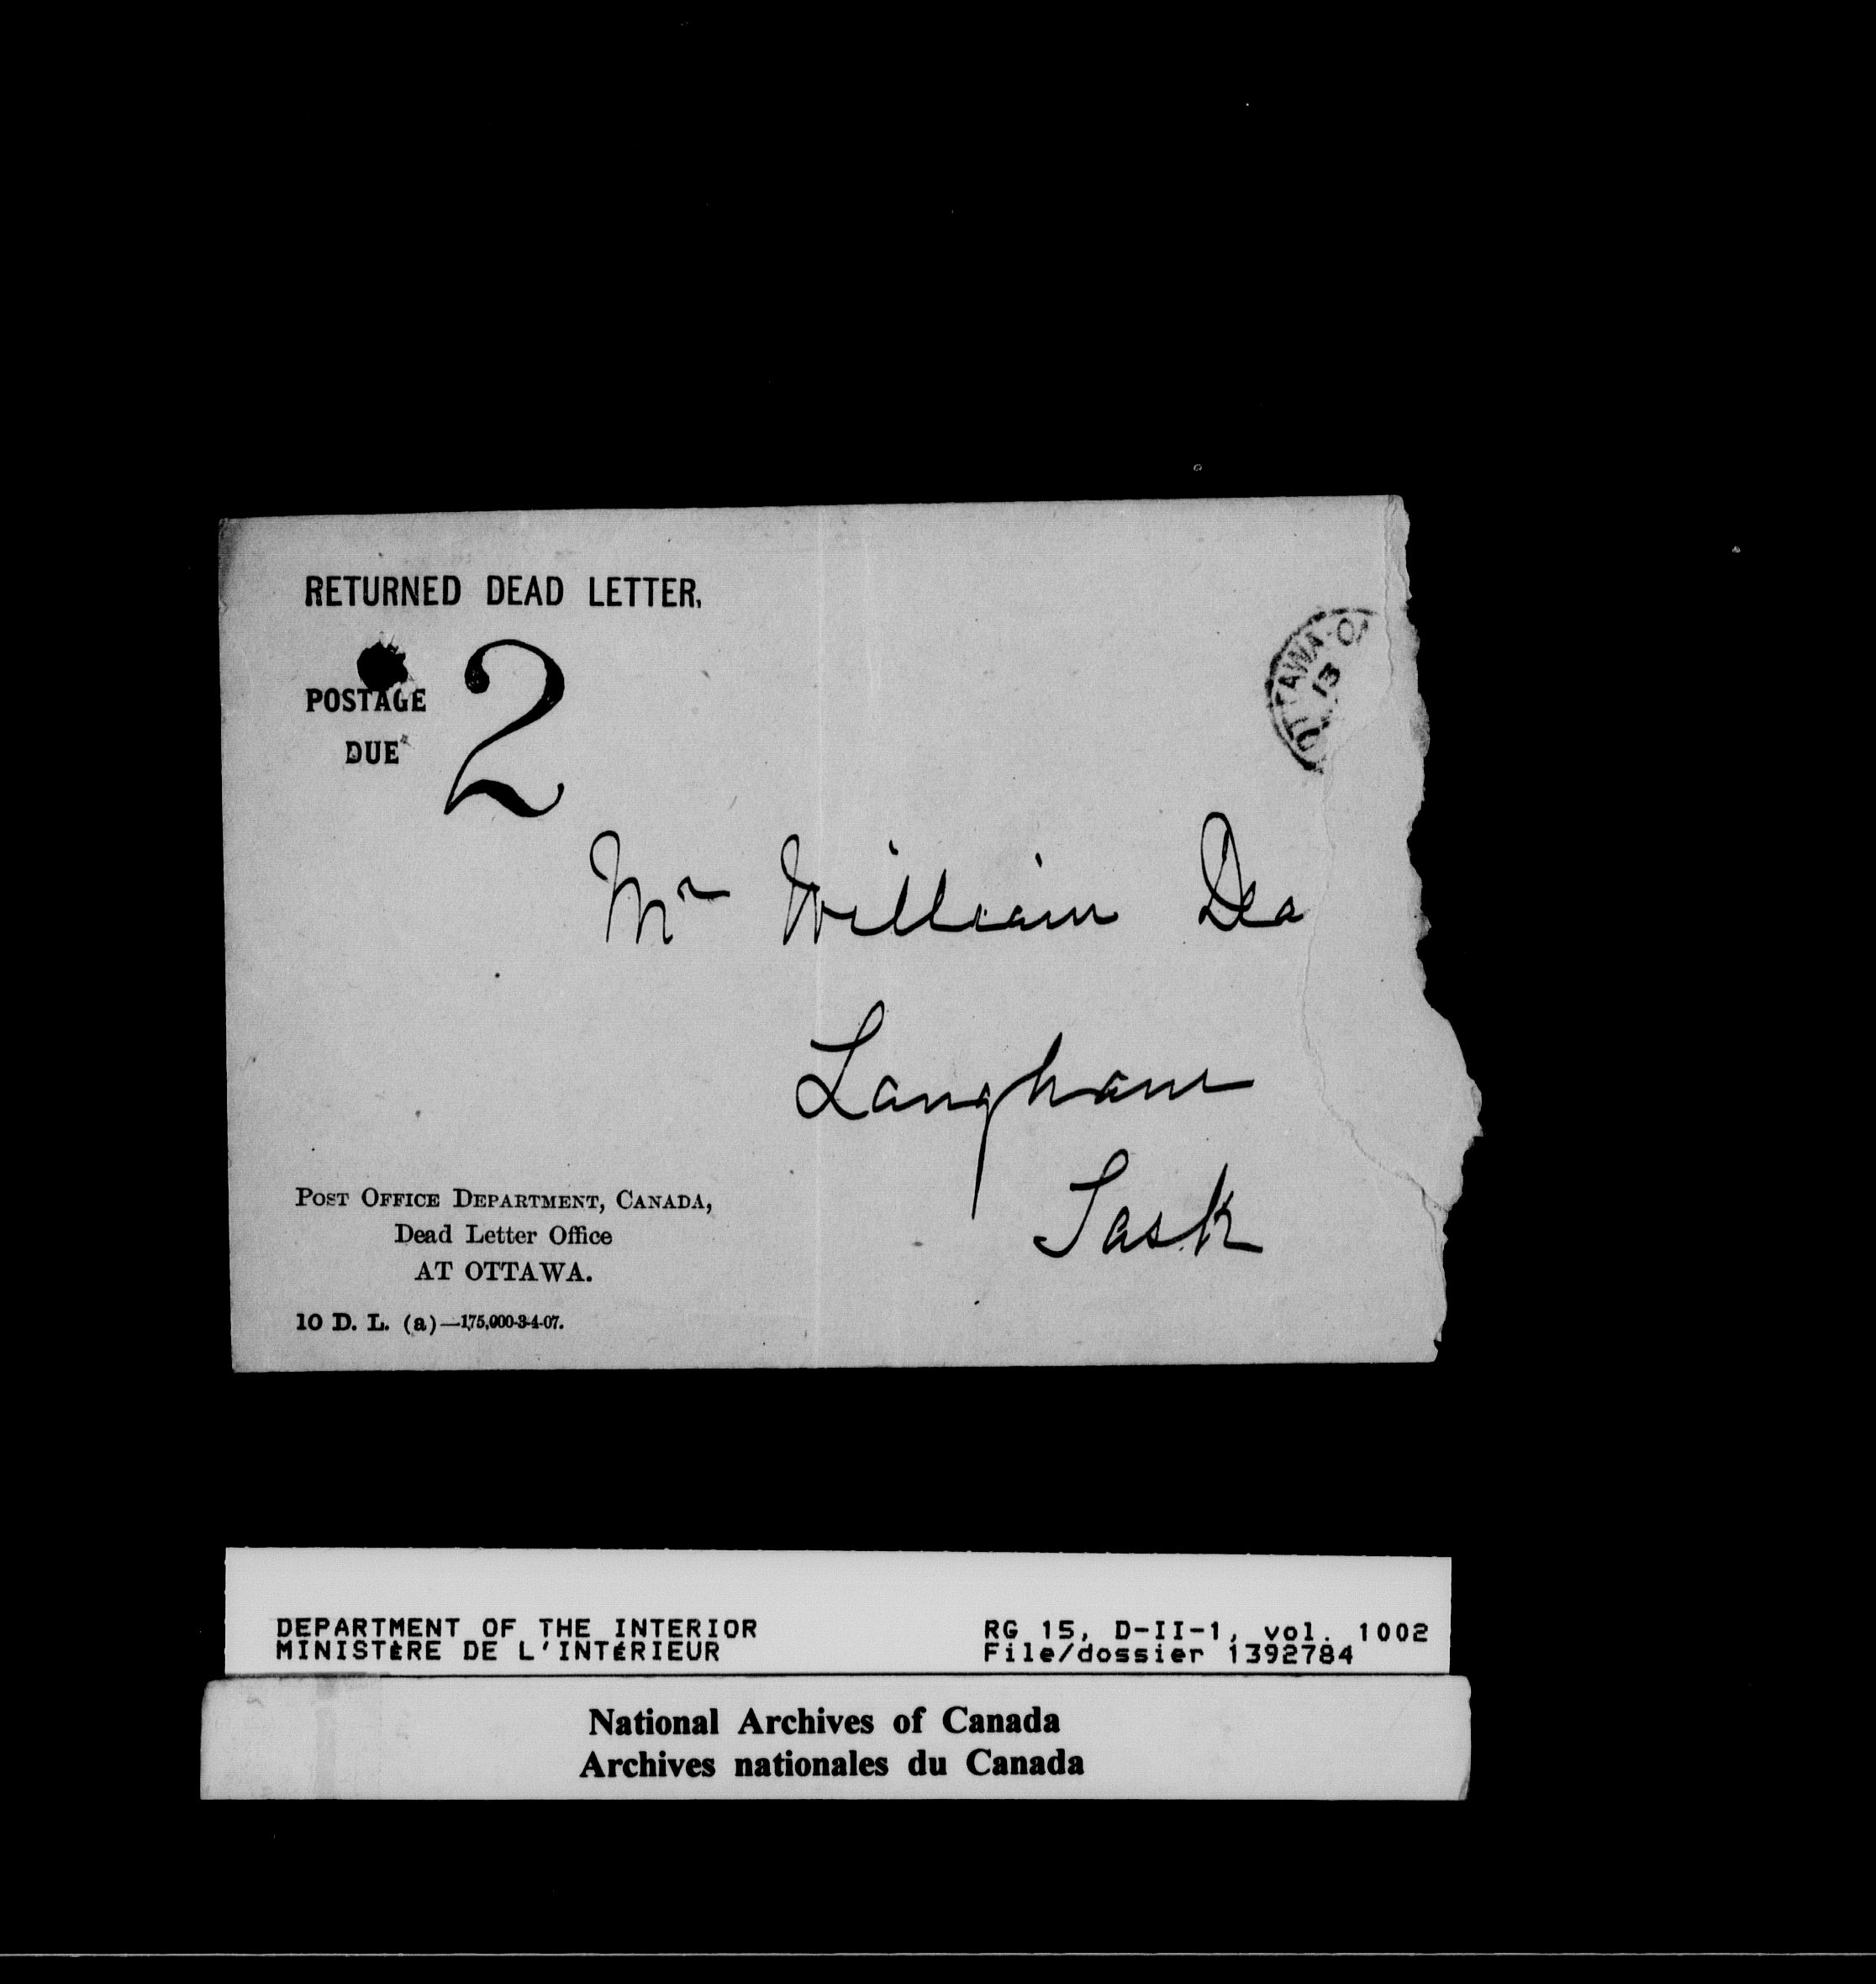 RETURNED DEAD LETTER.
POSTAGE
DUE
2
OTTAWA
13
Mr William Dea
Langham
Sask
POST OFFICE DEPARTMENT, CANADA,
Dead Letter Office
AT OTTAWA.
10 D. L. (a)—175,000-3-4-07.
DEPARTMENT OF THE INTERIOR
MINISTÈRE DE L'INTÉRIEUR
RG 15, D-II-1, vol. 1002
File/dossier 1392784
National Archives of Canada
Archives nationales du Canada